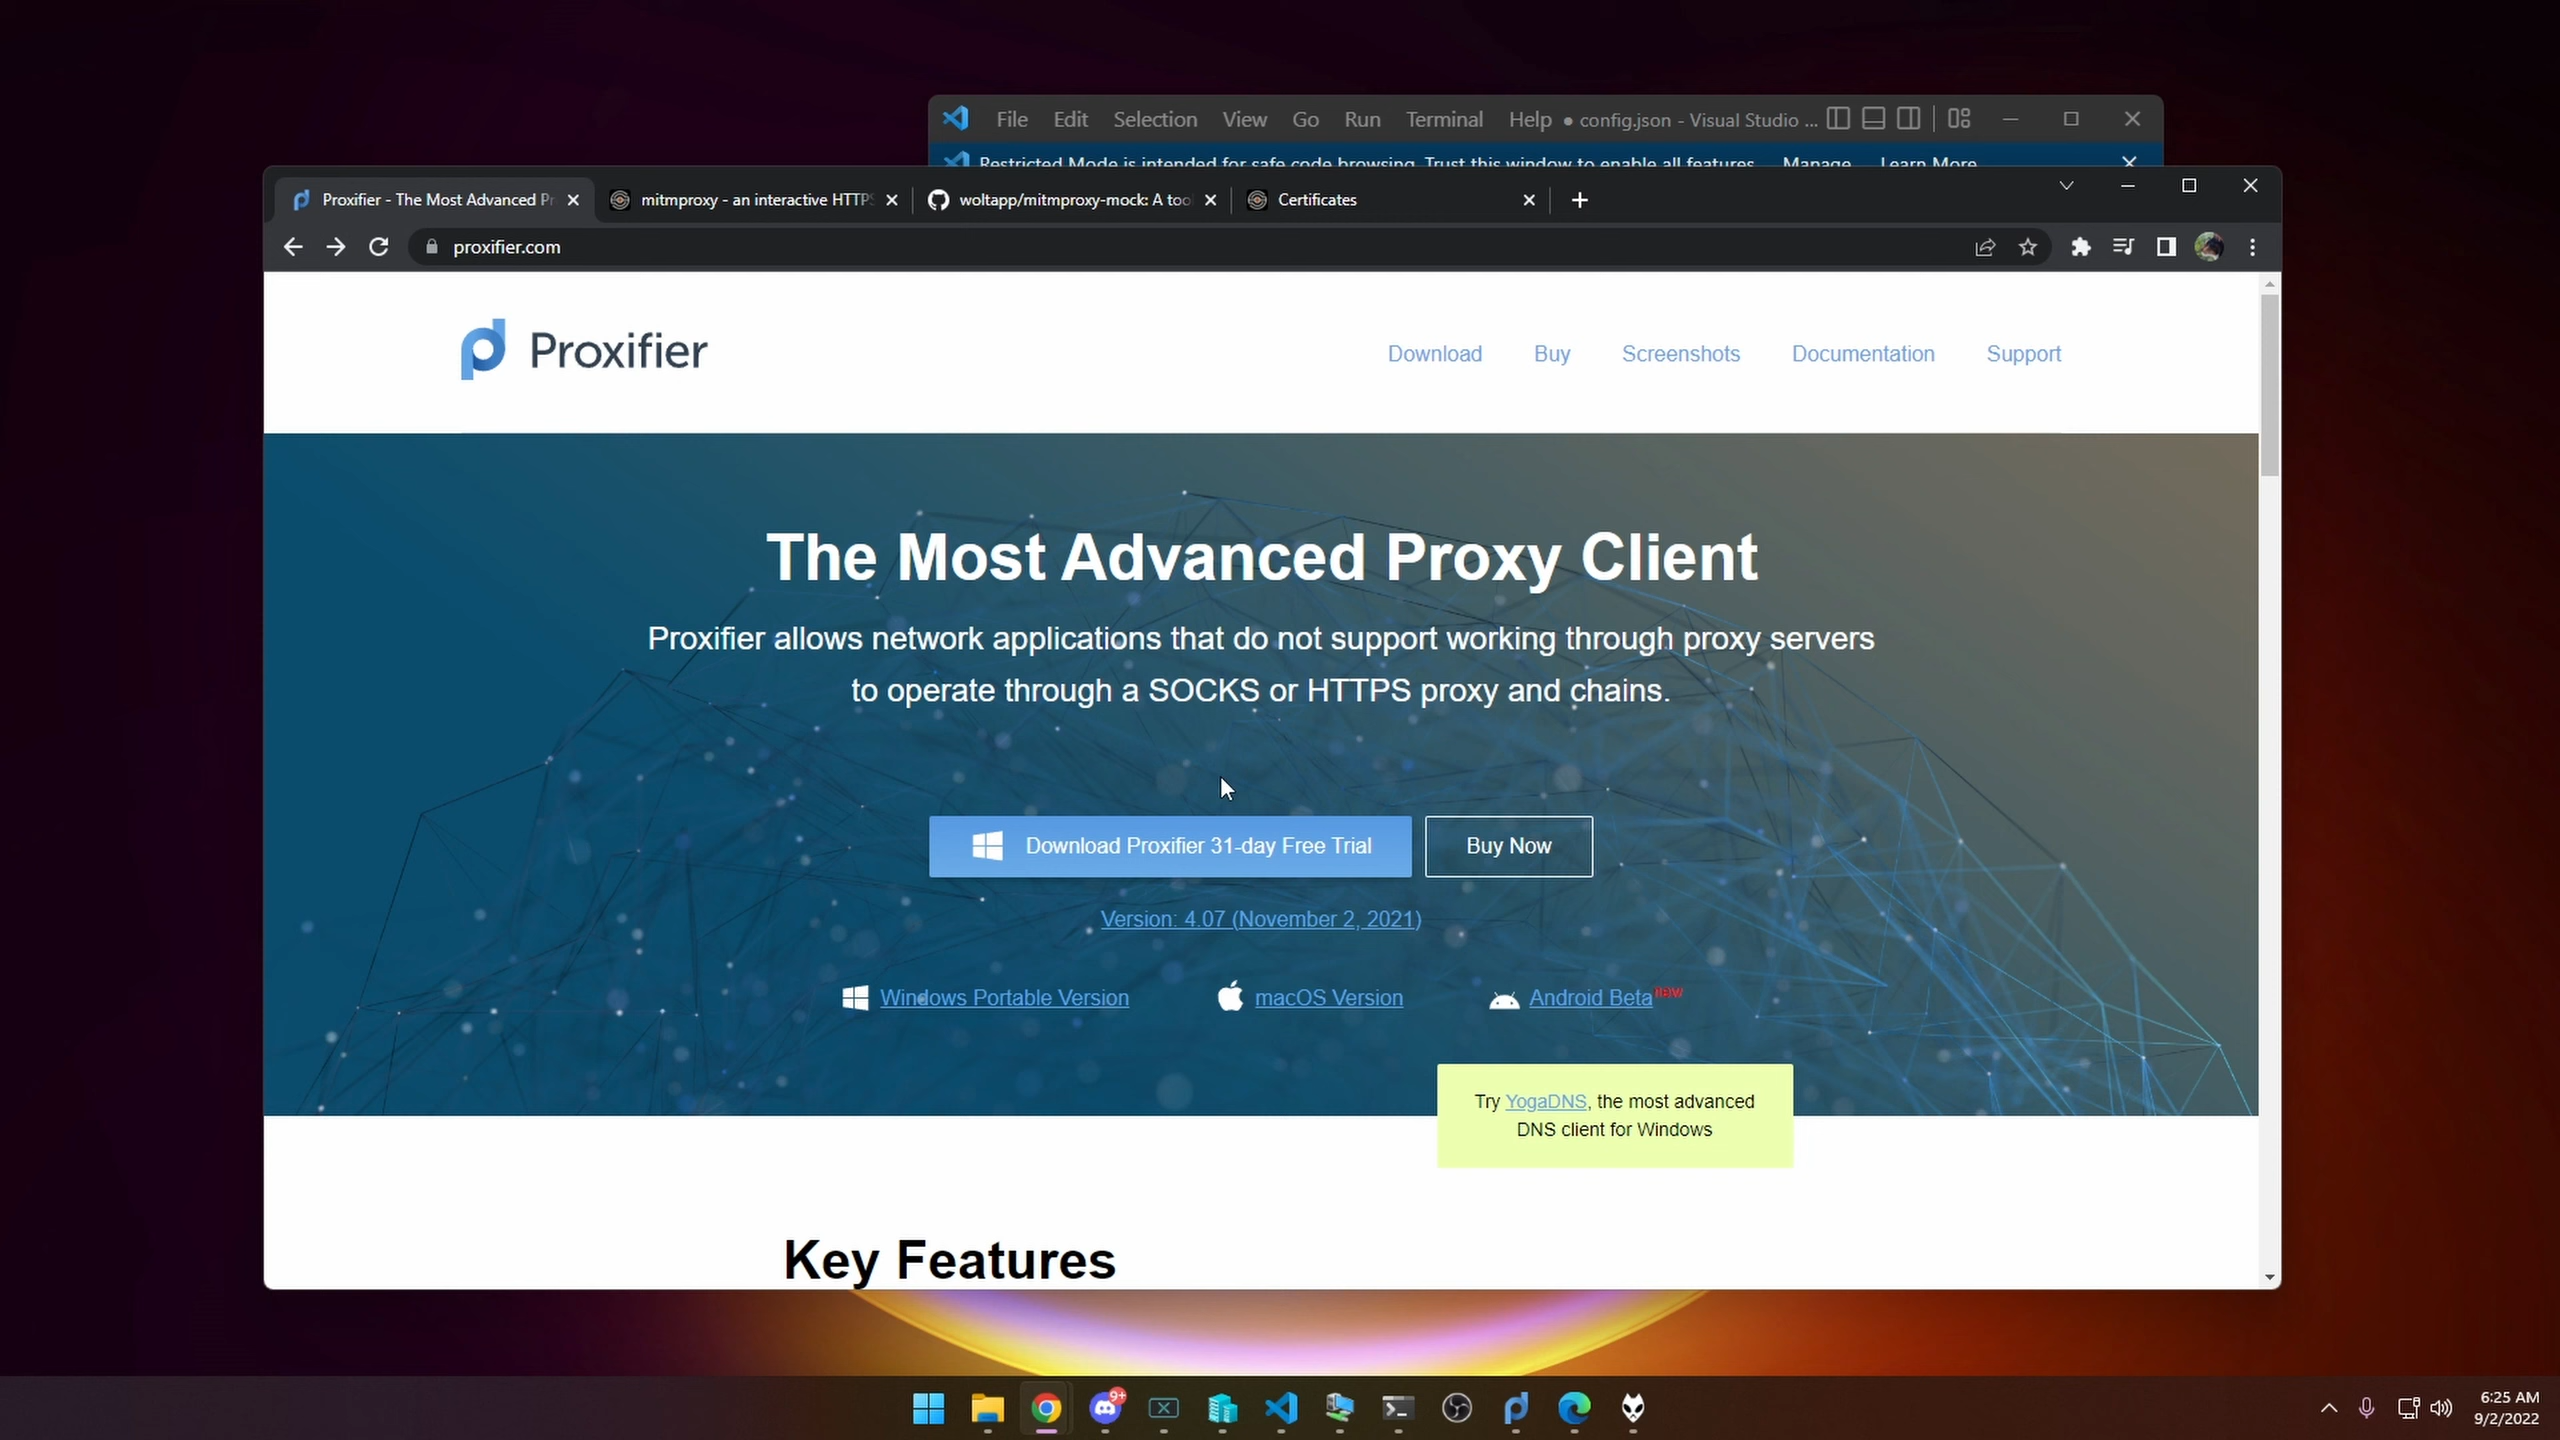 File Edit Selection View Go Run Terminal Help ● config.json - Visual Studio ...
Restricted Mode is intended for safe code browsing. Trust this window to enable all features. Manage Learn More
Proxifier - The Most Advanced Pr
mitmproxy - an interactive HTTPS
woltapp/mitmproxy-mock: A tool
Certificates
proxifier.com
Proxifier
Download Buy Screenshots Documentation Support
The Most Advanced Proxy Client
Proxifier allows network applications that do not support working through proxy servers
to operate through a SOCKS or HTTPS proxy and chains.
Download Proxifier 31-day Free Trial
Buy Now
Version: 4.07 (November 2, 2021)
Windows Portable Version
macOS Version
Android Beta new
Try YogaDNS, the most advanced
DNS client for Windows
Key Features
9+
6:25 AM
9/2/2022